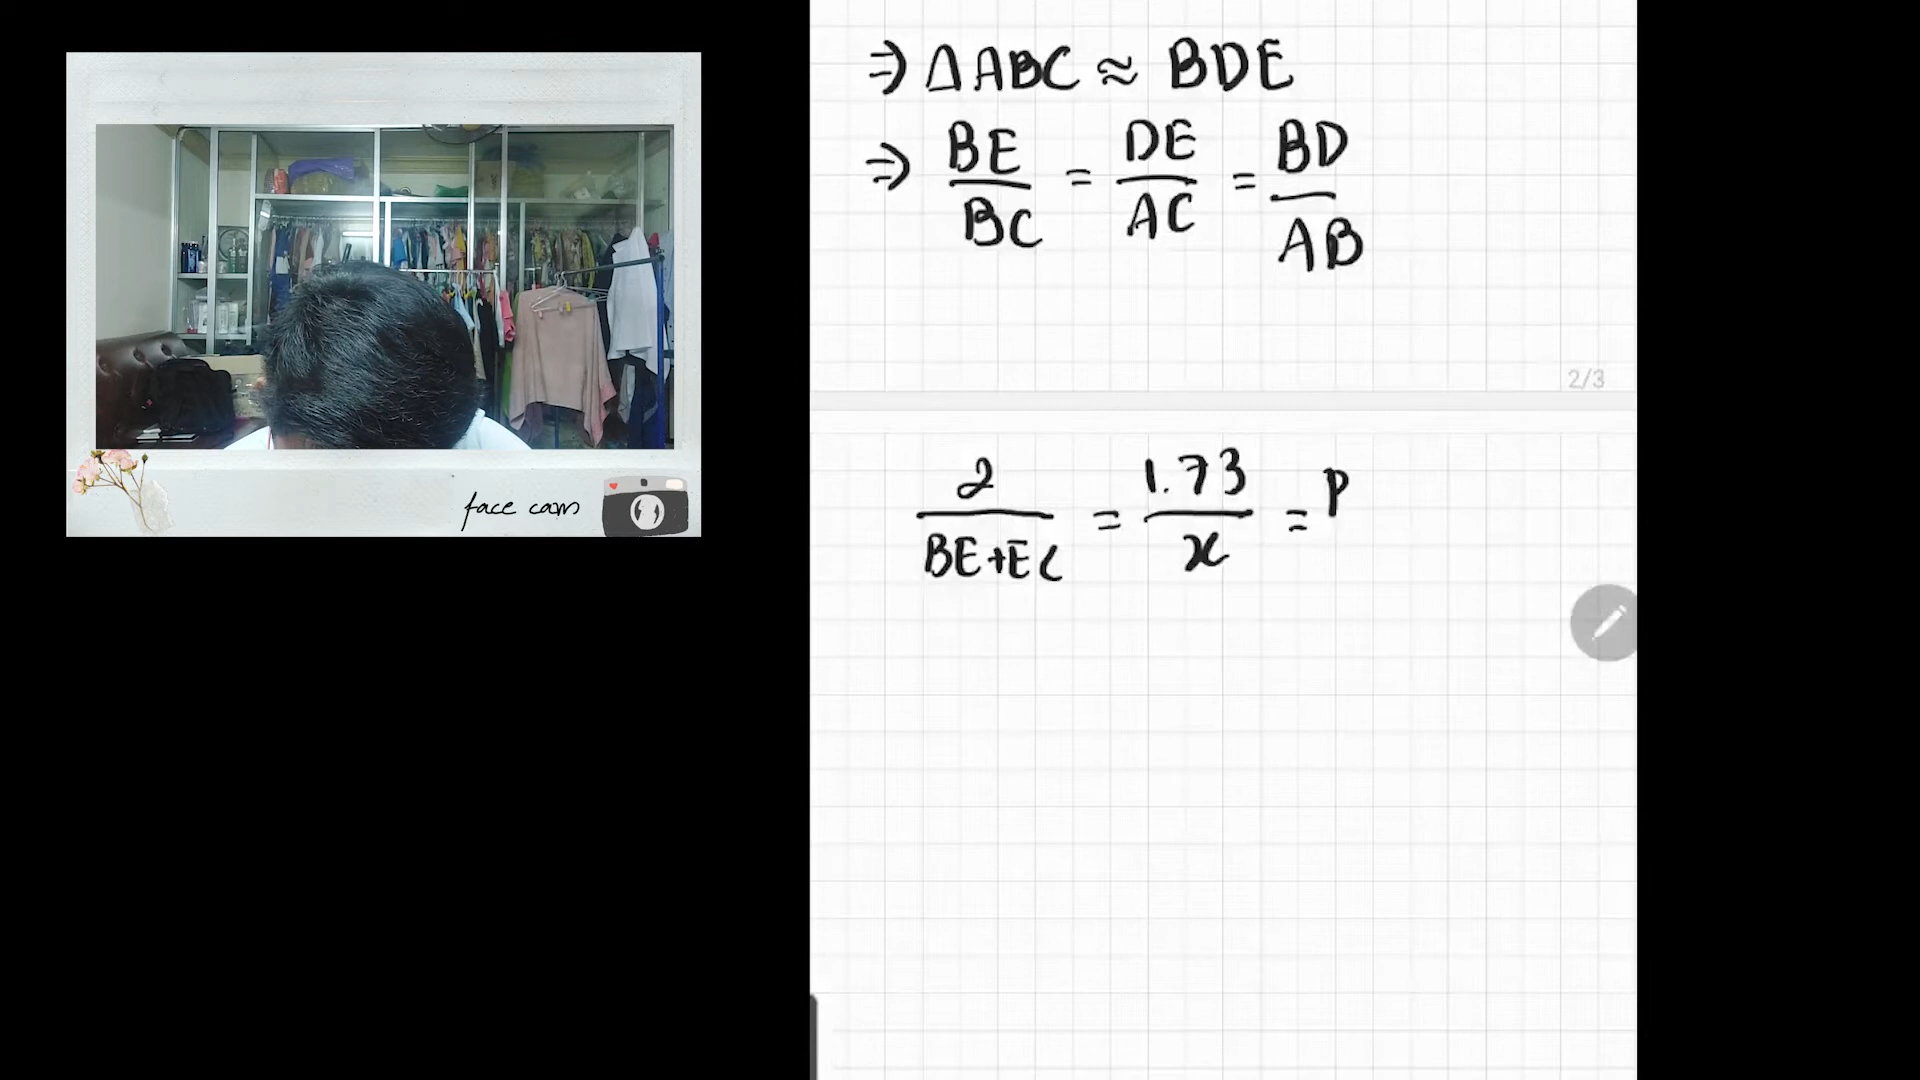 face cam
⇒ ΔABC ≈ BDE
⇒ BE/BC = DE/AC = BD/AB
2/3
2/(BE+EC) = 1.73/x = P